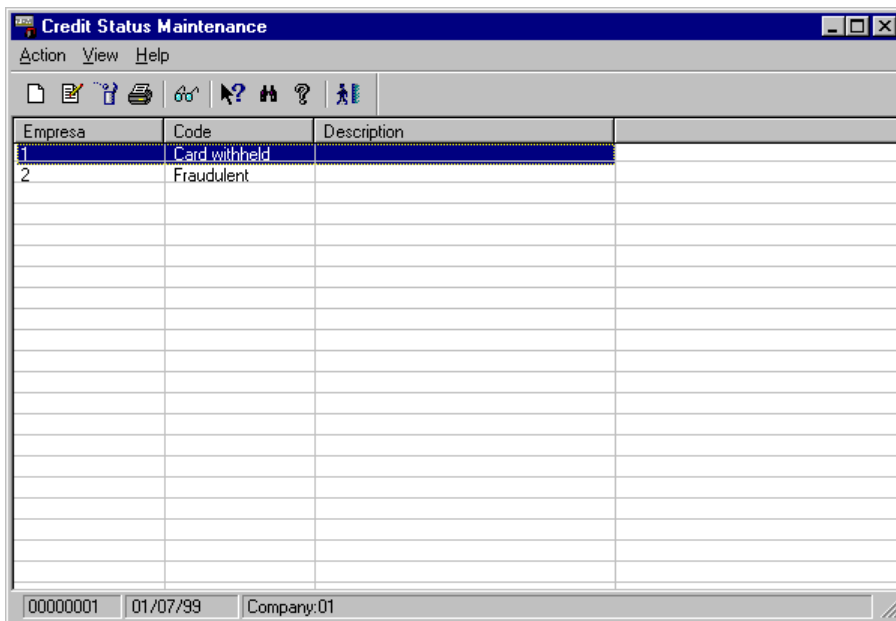 Credit Status Maintenance
Action View Help
Empresa Code Description
1 Card withheld
2 Fraudulent
00000001 01/07/99 Company:01